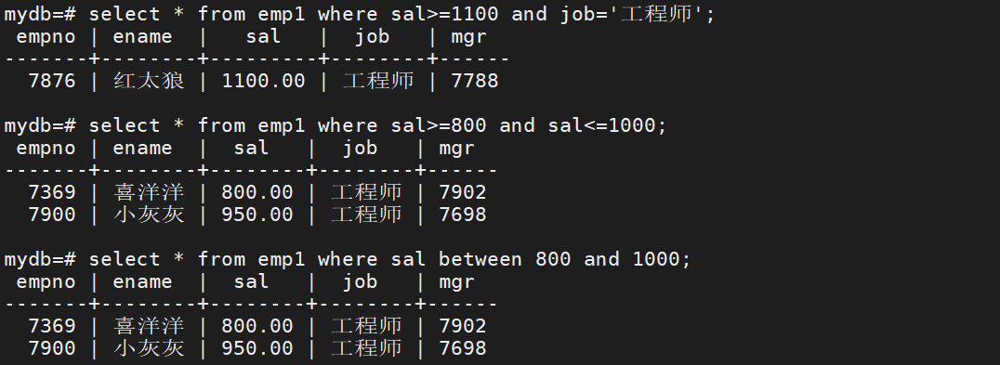 mydb=# select * from emp1 where sal>=1100 and job='工程师';
 empno | ename  |   sal   |  job   | mgr
-------+--------+---------+--------+------
  7876 | 红太狼 | 1100.00 | 工程师 | 7788
mydb=# select * from emp1 where sal>=800 and sal<=1000;
 empno | ename  |  sal   |  job   | mgr
-------+--------+--------+--------+------
  7369 | 喜洋洋 | 800.00 | 工程师 | 7902
  7900 | 小灰灰 | 950.00 | 工程师 | 7698
mydb=# select * from emp1 where sal between 800 and 1000;
 empno | ename  |  sal   |  job   | mgr
-------+--------+--------+--------+------
  7369 | 喜洋洋 | 800.00 | 工程师 | 7902
  7900 | 小灰灰 | 950.00 | 工程师 | 7698